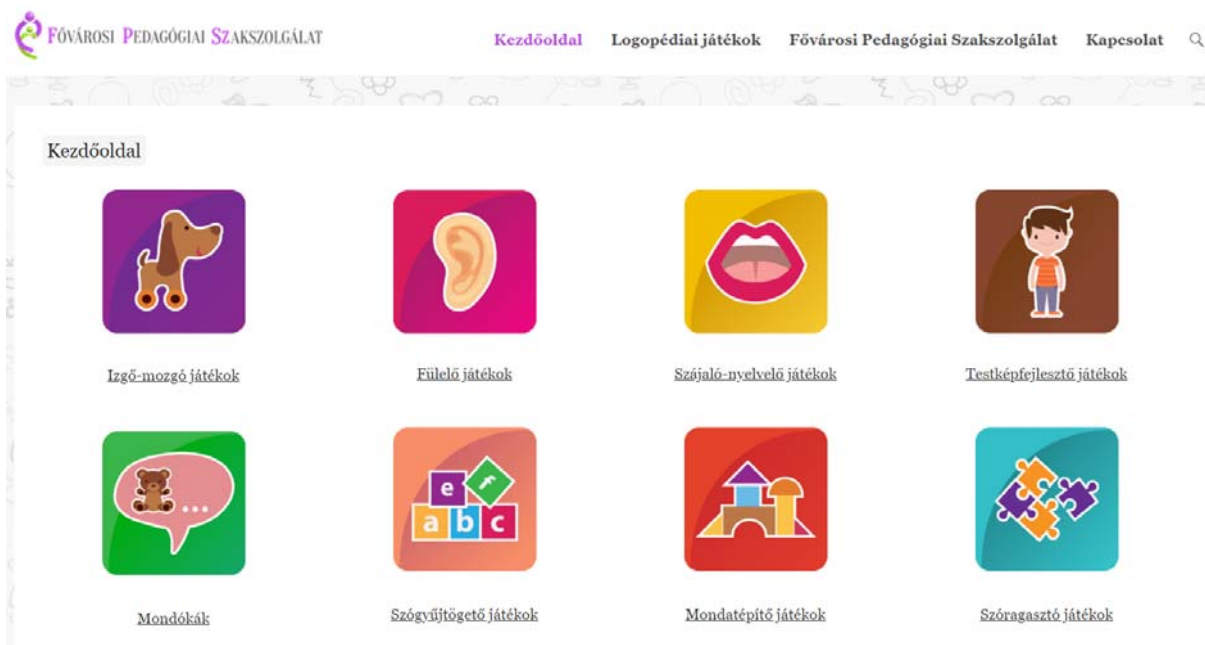 FŐVÁROSI PEDAGÓGIAI SZAKSZOLGÁLAT
Kezdőoldal Logopédiai játékok Fővárosi Pedagógiai Szakszolgálat Kapcsolat
Kezdőoldal
Izgő-mozgó játékok Fülelő játékok Szájaló-nyelvelő játékok Testképfejlesztő játékok
e f
a b c
Mondókák Szógyűjtögető játékok Mondatépítő játékok Szóragasztó játékok